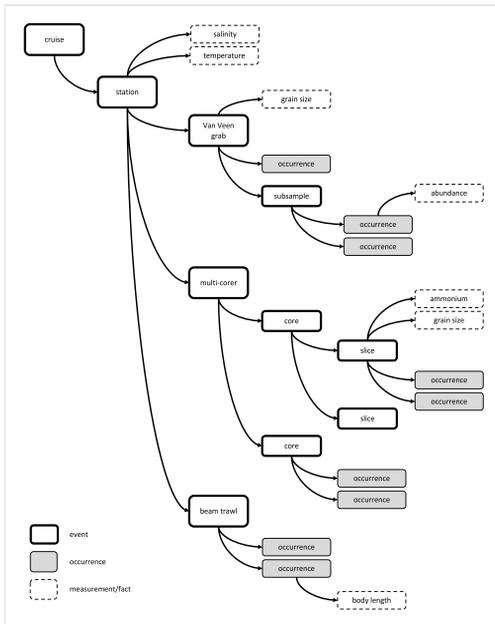 cruise
salinity
temperature
station
grain size
Van Veen
grab
occurrence
subsample
abundance
occurrence
occurrence
multi-corer
ammonium
core
grain size
slice
occurrence
occurrence
slice
core
occurrence
occurrence
beam trawl
event
occurrence
occurrence
occurrence
measurement/fact
body length